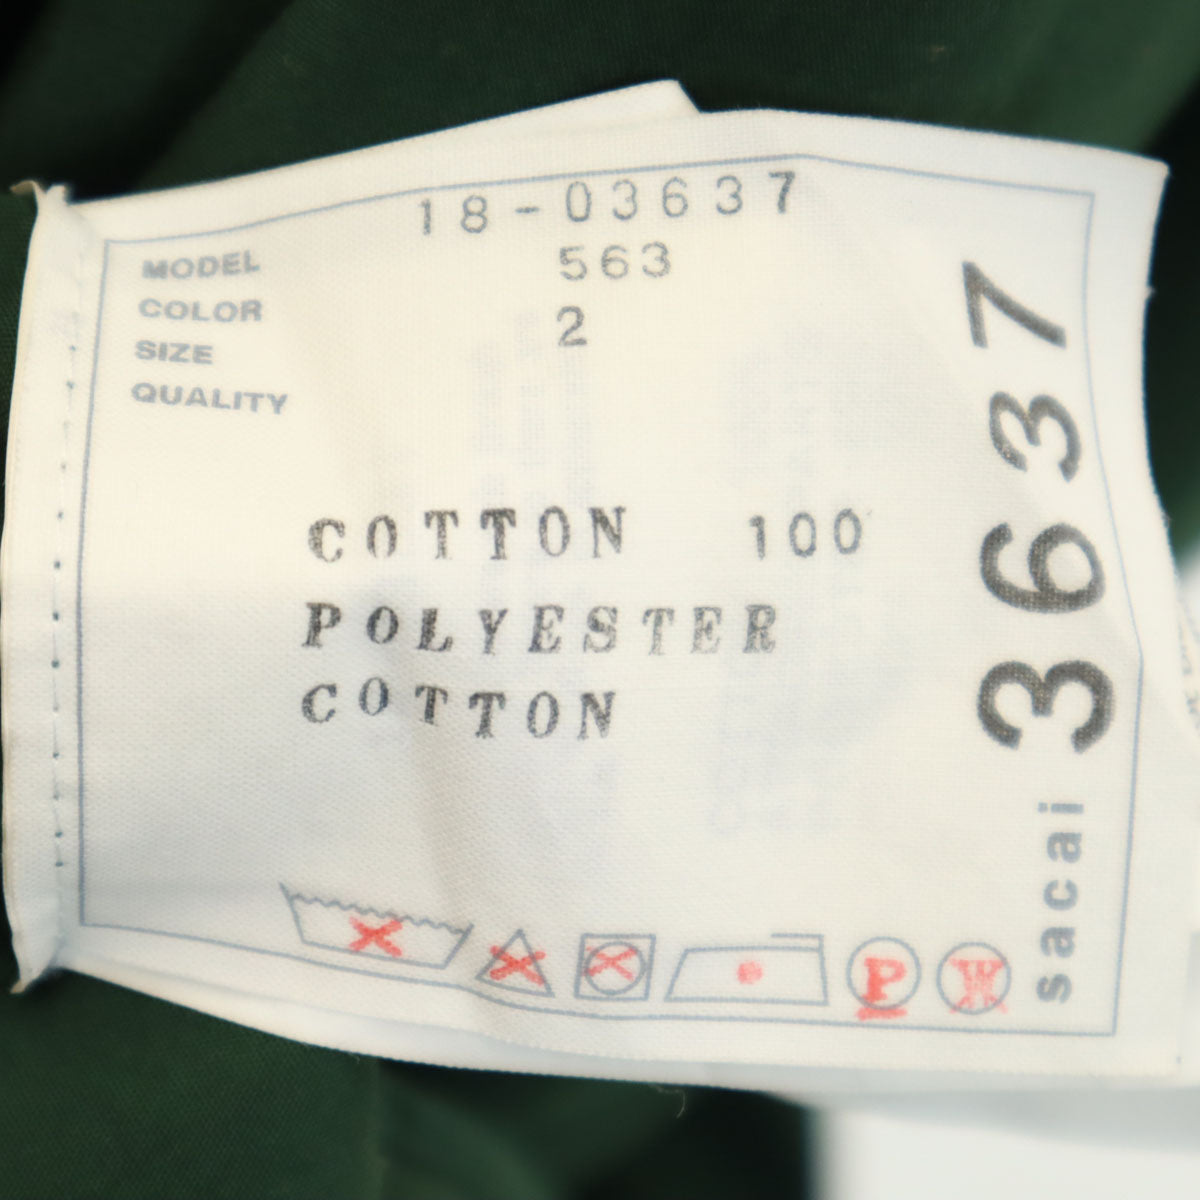 MODEL 18-03637
COLOR 563
SIZE 2
QUALITY
COTTON 100
POLYESTER
COTTON
P
W
sacai 3637